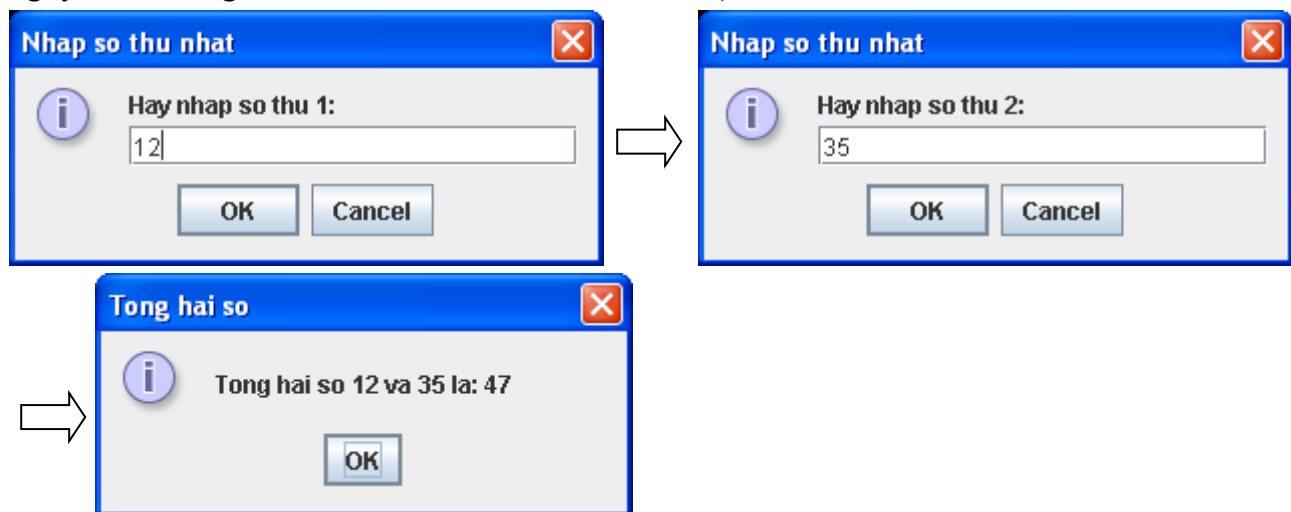 Nhap so thu nhat
Hay nhap so thu 1:
12
OK Cancel
Nhap so thu nhat
Hay nhap so thu 2:
35
OK Cancel
Tong hai so
Tong hai so 12 va 35 la: 47
OK